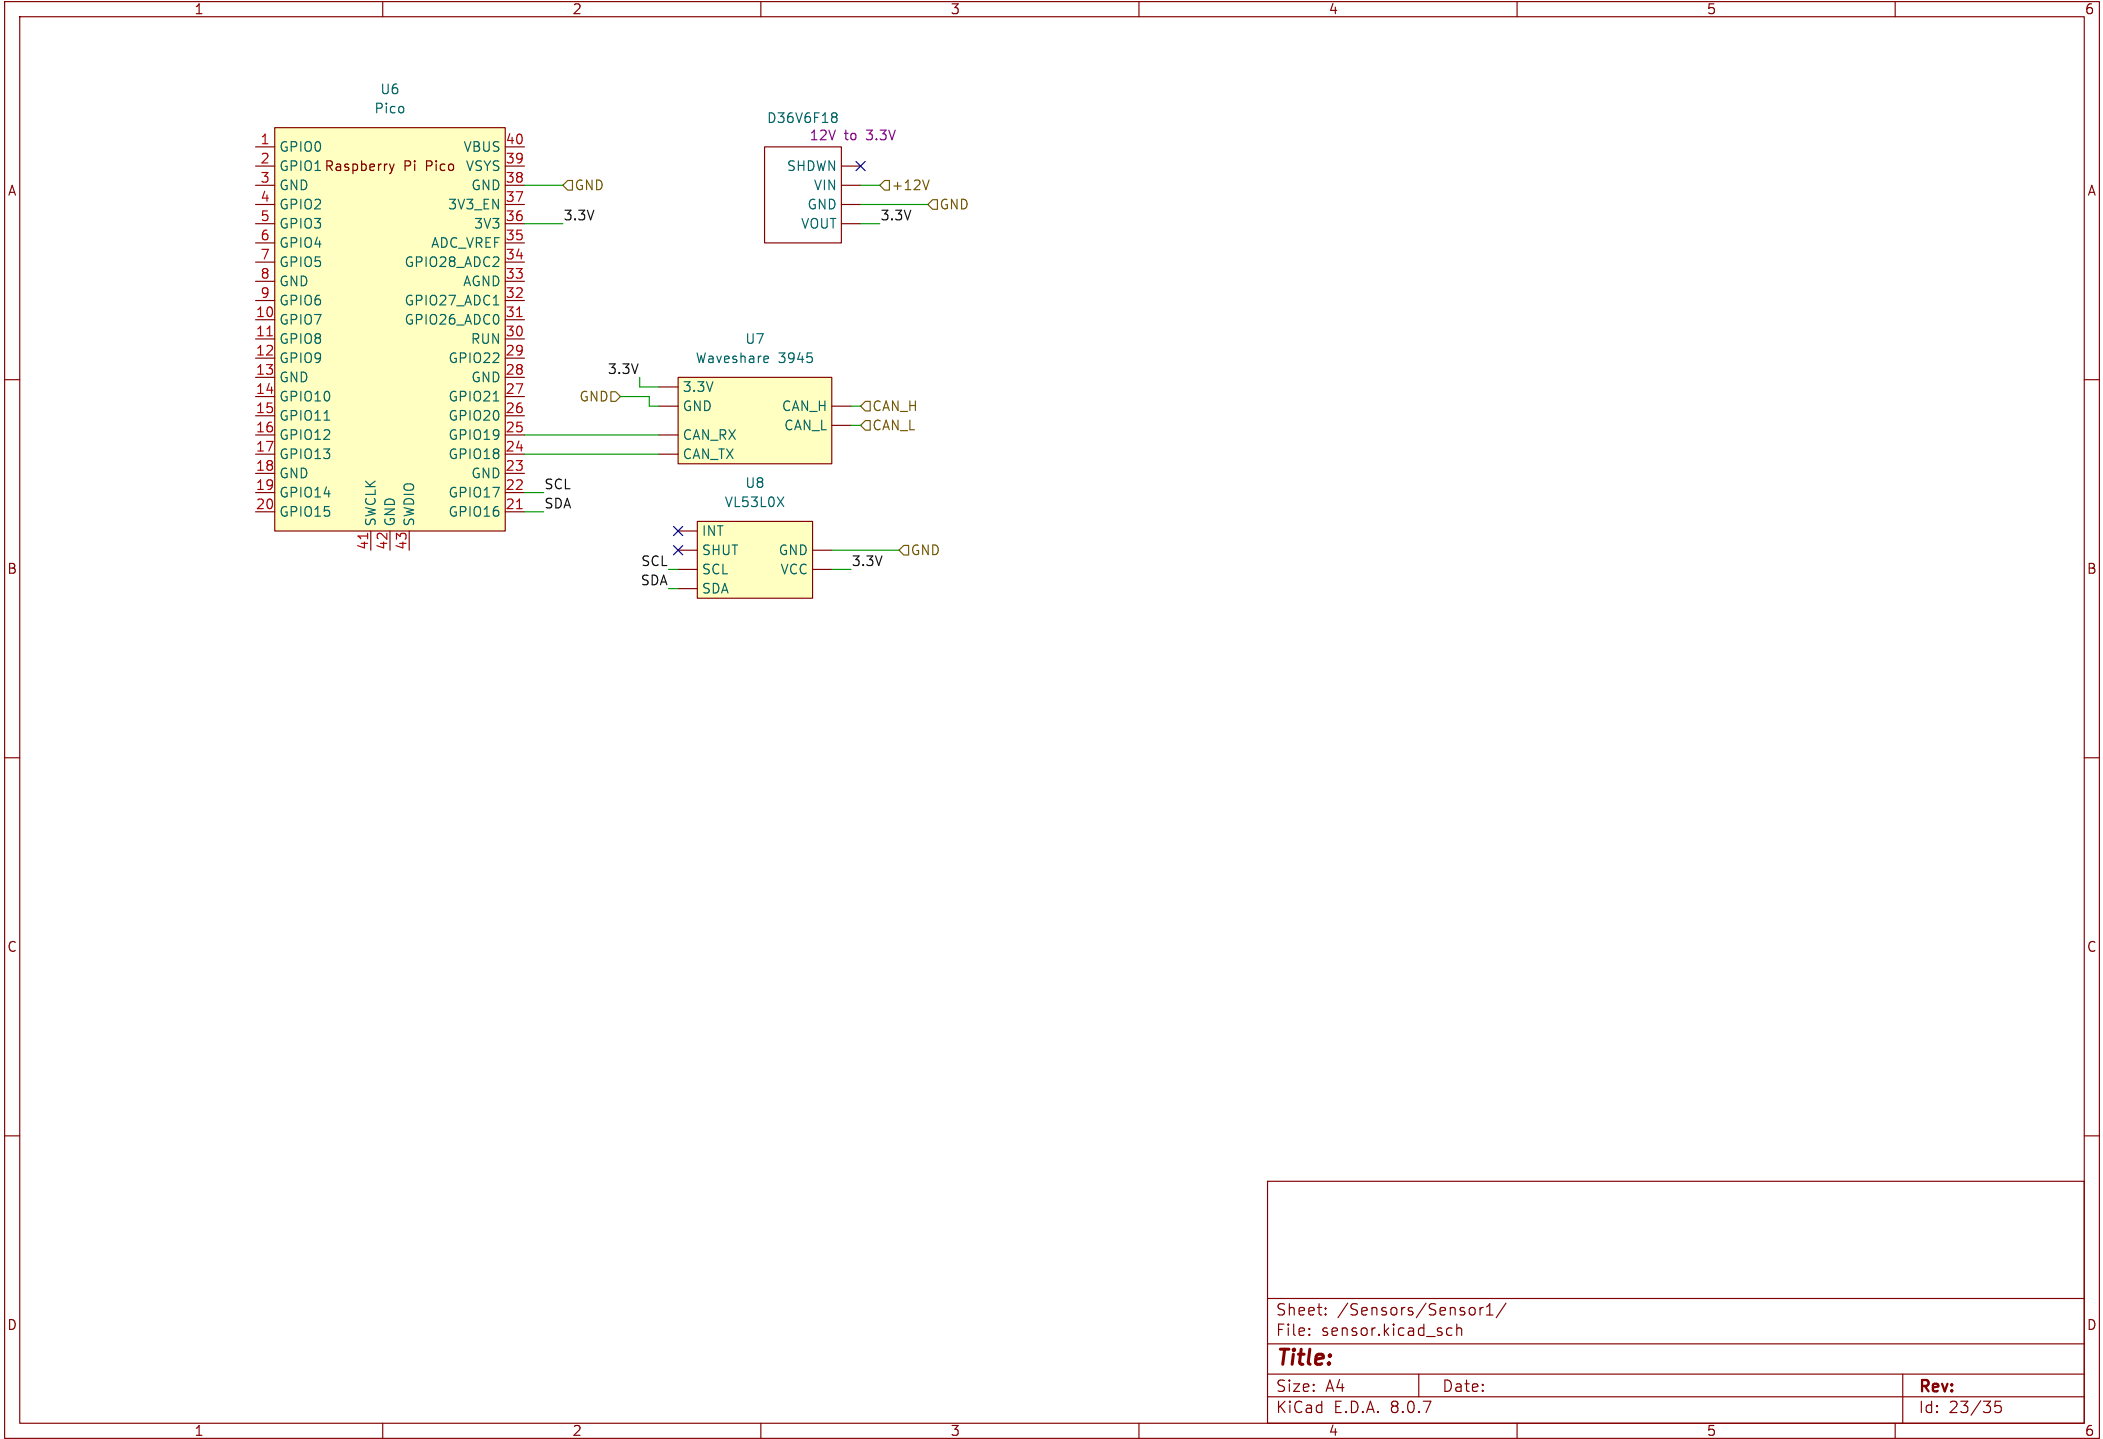 1 2 3 4 5 6
U6
Pico
1 GPIO0
2 GPIO1
3 GND
4 GPIO2
5 GPIO3
6 GPIO4
7 GPIO5
8 GND
9 GPIO6
10 GPIO7
11 GPIO8
12 GPIO9
13 GND
14 GPIO10
15 GPIO11
16 GPIO12
17 GPIO13
18 GND
19 GPIO14
20 GPIO15
Raspberry Pi Pico
VBUS 40
VSYS 39
GND 38 GND
3V3_EN 37
3V3 36 3.3V
ADC_VREF 35
GPIO28_ADC2 34
AGND 33
GPIO27_ADC1 32
GPIO26_ADC0 31
RUN 30
GPIO22 29
GND 28
GPIO21 27
GPIO20 26
GPIO19 25
GPIO18 24
GND 23
GPIO17 22 SCL
GPIO16 21 SDA
SWCLK 41
GND 42
SWDIO 43
D36V6F18
12V to 3.3V
SHDWN
VIN +12V
GND GND
VOUT 3.3V
U7
Waveshare 3945
3.3V 3.3V
GND GND
CAN_RX
CAN_TX
CAN_H CAN_H
CAN_L CAN_L
U8
VL53L0X
INT
SHUT
SCL SCL
SDA SDA
GND GND
VCC 3.3V
A A
B B
C C
D D
Sheet: /Sensors/Sensor1/
File: sensor.kicad_sch
Title:
Size: A4 Date: Rev:
KiCad E.D.A. 8.0.7 Id: 23/35
1 2 3 4 5 6